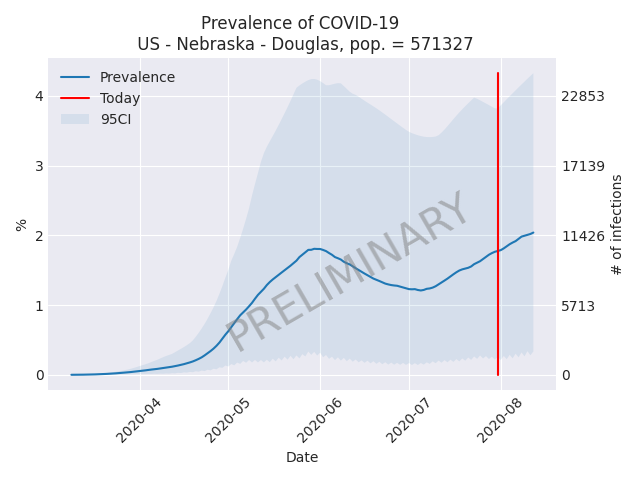 Prevalence of COVID-19
US - Nebraska - Douglas, pop. = 571327
Prevalence
Today
95CI
PRELIMINARY
%
4
3
2
1
0
22853
17139
11426
5713
0
# of infections
2020-04
2020-05
2020-06
2020-07
2020-08
Date